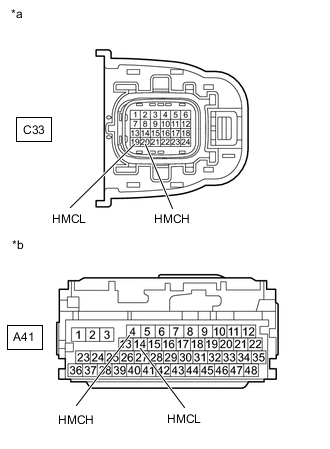 *a
1 2 3 4 5 6
7 8 9 10 11 12
C33
13 14 15 16 17 18
19 20 21 22 23 24
HMCL HMCH
*b
A41
1 2 3 4 5 6 7 8 9 10 11 12
13 14 15 16 17 18 19 20 21 22
23 24 25 26 27 28 29 30 31 32 33 34 35
36 37 38 39 40 41 42 43 44 45 46 47 48
HMCH HMCL